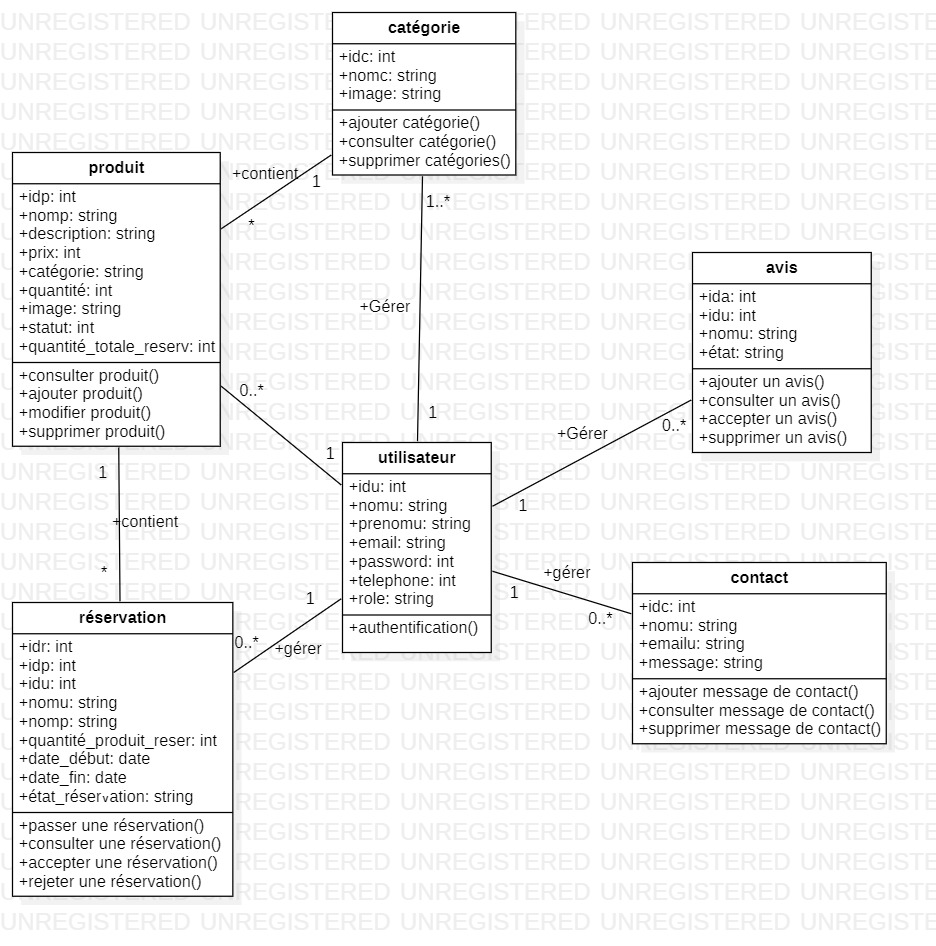 catégorie
+idc: int
+nomc: string
+image: string
+ajouter catégorie()
+consulter catégorie()
+supprimer catégories()
+contient
1
*
produit
+idp: int
+nomp: string
+description: string
+prix: int
+catégorie: string
+quantité: int
+image: string
+statut: int
+quantité_totale_reserv: int
+consulter produit()
+ajouter produit()
+modifier produit()
+supprimer produit()
1..*
+Gérer
1
avis
+ida: int
+idu: int
+nomu: string
+état: string
+ajouter un avis()
+consulter un avis()
+accepter un avis()
+supprimer un avis()
0..*
1
+Gérer
0..*
1
utilisateur
+idu: int
+nomu: string
+prenomu: string
+email: string
+password: int
+telephone: int
+role: string
+authentification()
1
+contient
*
+gérer
1
0..*
contact
+idc: int
+nomu: string
+emailu: string
+message: string
+ajouter message de contact()
+consulter message de contact()
+supprimer message de contact()
1
0..*
+gérer
réservation
+idr: int
+idp: int
+idu: int
+nomu: string
+nomp: string
+quantité_produit_reser: int
+date_début: date
+date_fin: date
+état_réservation: string
+passer une réservation()
+consulter une réservation()
+accepter une réservation()
+rejeter une réservation()
UNREGISTERED